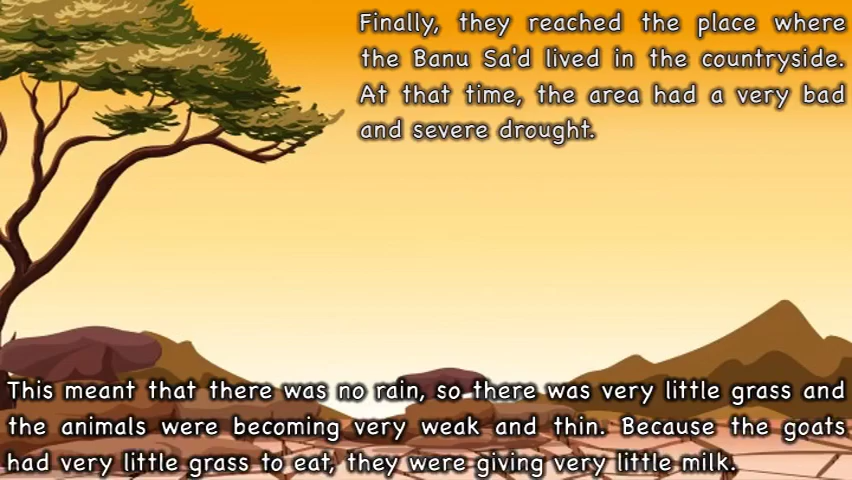 Finally, they reached the place where
the Banu Sa'd lived in the countryside.
At that time, the area had a very bad
and severe drought.
This meant that there was no rain, so there was very little grass and
the animals were becoming very weak and thin. Because the goats
had very little grass to eat, they were giving very little milk.